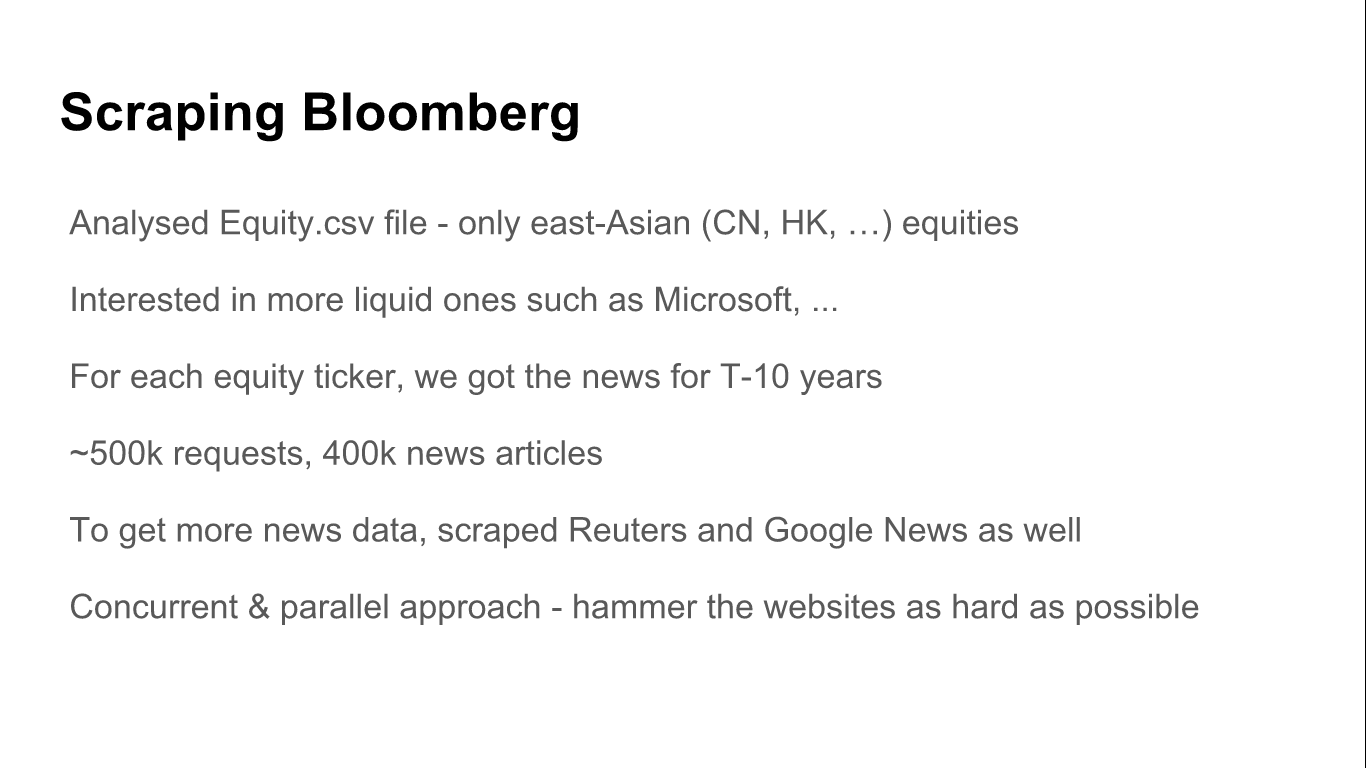 Scraping Bloomberg
Analysed Equity.csv file - only east-Asian (CN, HK, …) equities
Interested in more liquid ones such as Microsoft, ...
For each equity ticker, we got the news for T-10 years
~500k requests, 400k news articles
To get more news data, scraped Reuters and Google News as well
Concurrent & parallel approach - hammer the websites as hard as possible